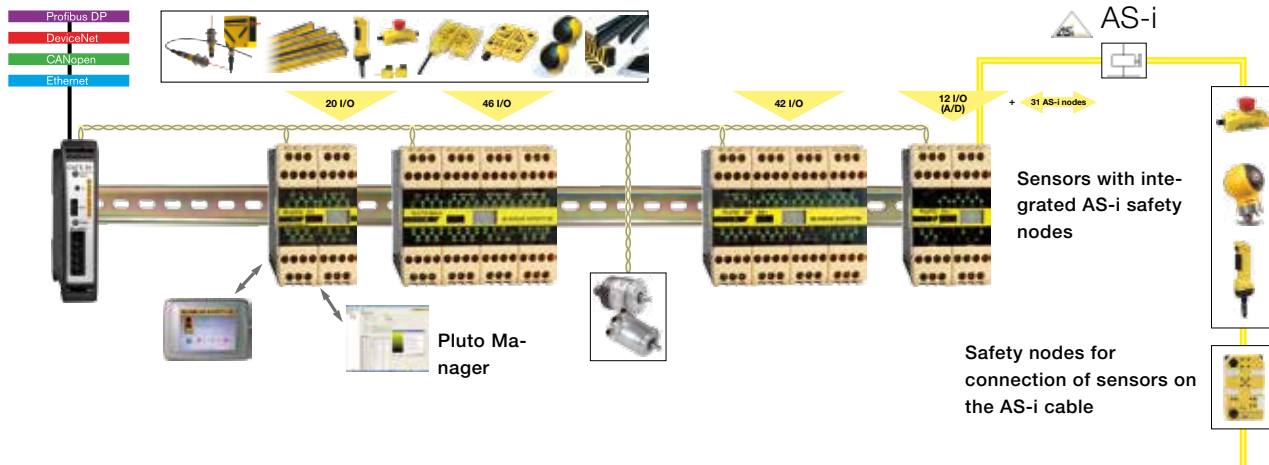 Profibus DP
DeviceNet
CANopen
Ethernet
AS-i
20 I/O
46 I/O
42 I/O
12 I/O
(A/D)
+ 31 AS-i nodes
Sensors with inte-
grated AS-i safety
nodes
Pluto Ma-
nager
Safety nodes for
connection of sensors on
the AS-i cable